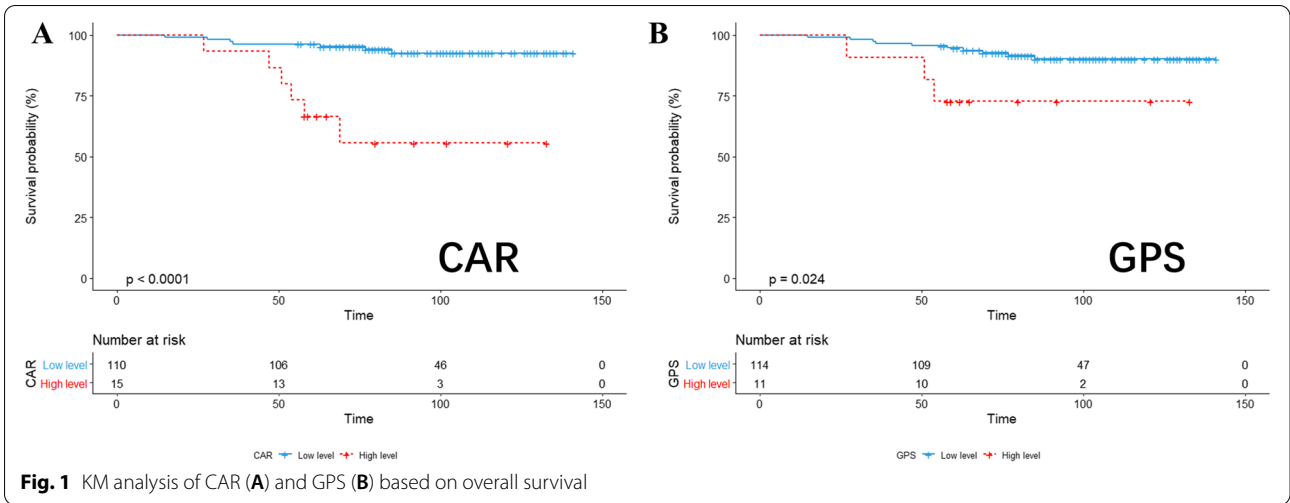 A
Survival probability (%)
100
75
50
25
0
p < 0.0001
CAR
0 50 100 150
Time
Number at risk
CAR
Low level 110 106 46 0
High level 15 13 3 0
0 50 100 150
Time
CAR Low level High level
B
Survival probability (%)
100
75
50
25
0
p = 0.024
GPS
0 50 100 150
Time
Number at risk
GPS
Low level 114 109 47 0
High level 11 10 2 0
0 50 100 150
Time
GPS Low level High level
Fig. 1 KM analysis of CAR (A) and GPS (B) based on overall survival